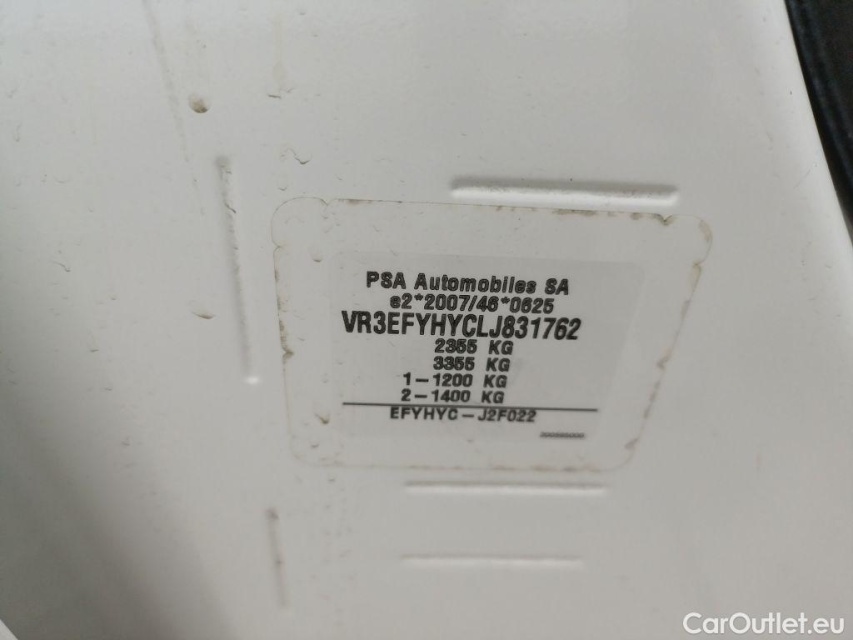 PSA Automobiles SA
e2*2007/46*0625
VR3EFYHYCLJ831762
2355 KG
3355 KG
1-1200 KG
2-1400 KG
EFYHYC-J2F022
CarOutlet.eu